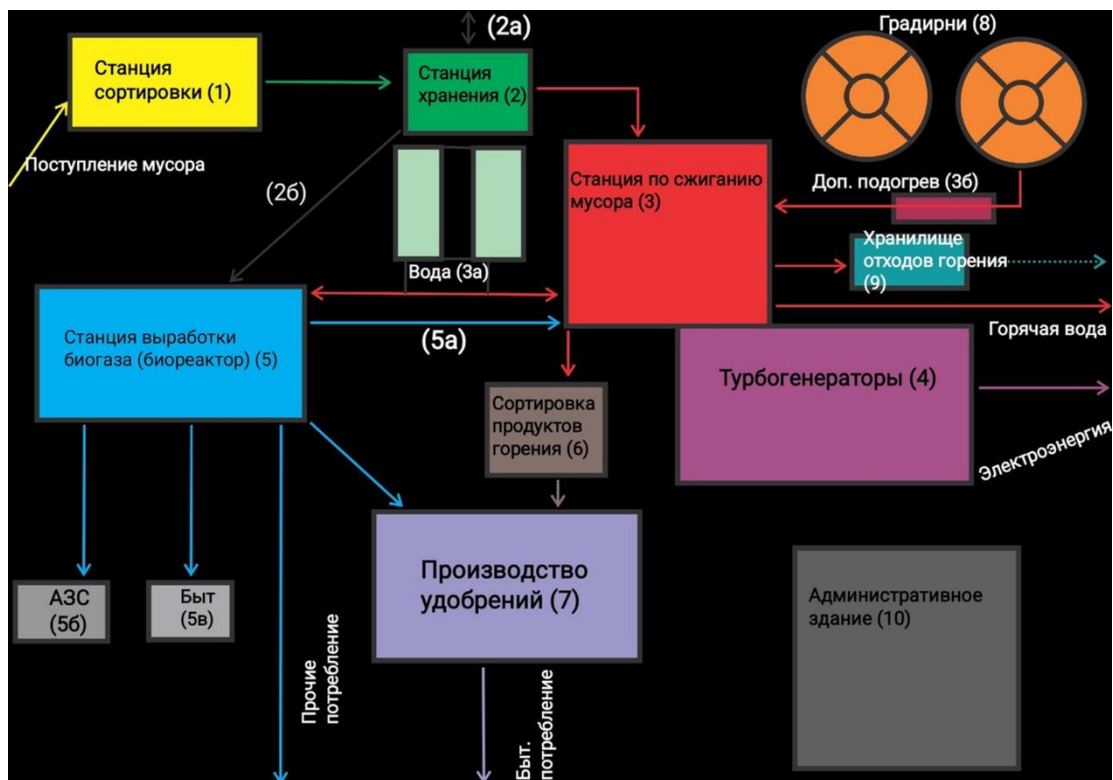 (2а)
Градирни (8)
Станция
сортировки (1)
Станция
хранения (2)
Поступление мусора
(2б)
Станция по сжиганию
мусора (3)
Доп. подогрев (3б)
Хранилище
отходов горения
(9)
Вода (3а)
Горячая вода
Станция выработки
биогаза (биореактор) (5)
(5а)
Турбогенераторы (4)
Сортировка
продуктов
горения (6)
Электроэнергия
Производство
удобрений (7)
АЗС
(5б)
Быт
(5в)
Административное
здание (10)
Прочие
потребление
Быт.
потребление